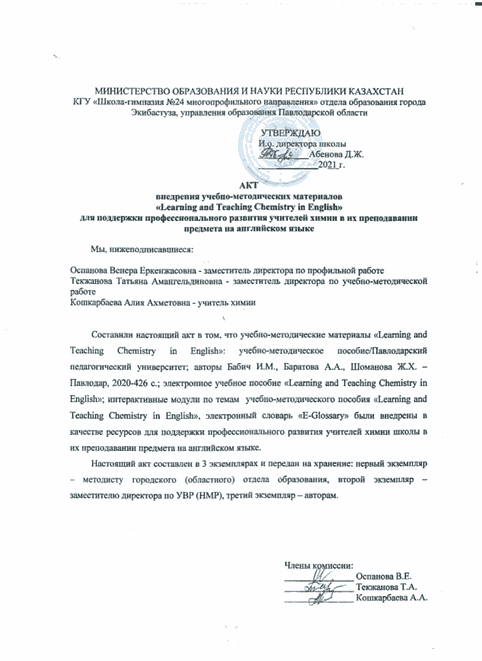 МИНИСТЕРСТВО ОБРАЗОВАНИЯ И НАУКИ РЕСПУБЛИКИ КАЗАХСТАН
КГУ «Школа-гимназия №24 многопрофильного направления» отдела образования города
Экибастуза, управления образования Павлодарской области
УТВЕРЖДАЮ
И.о. директора школы
Абенова Д.Ж.
2021 г.
АКТ
внедрения учебно-методических материалов
«Learning and Teaching Chemistry in English»
для поддержки профессионального развития учителей химии в их преподавании
предмета на английском языке
Мы, нижеподписавшиеся:
Оспанова Венера Еркенжасовна - заместитель директора по профильной работе
Текжанова Татьяна Амангельдиновна - заместитель директора по учебно-методической
работе
Кошкарбаева Алия Ахметовна - учитель химии
Составили настоящий акт в том, что учебно-методические материалы «Learning and
Teaching Chemistry in English»: учебно-методическое пособие/Павлодарский
педагогический университет; авторы Бабич И.М., Баратова А.А., Шоманова Ж.Х. –
Павлодар, 2020-426 с.; электронное учебное пособие «Learning and Teaching Chemistry in
English»; интерактивные модули по темам учебно-методического пособия «Learning and
Teaching Chemistry in English», электронный словарь «E-Glossary» были внедрены в
качестве ресурсов для поддержки профессионального развития учителей химии школы в
их преподавании предмета на английском языке.
Настоящий акт составлен в 3 экземплярах и передан на хранение: первый экземпляр
– методисту городского (областного) отдела образования, второй экземпляр –
заместителю директора по УВР (НМР), третий экземпляр – авторам.
Члены комиссии:
Оспанова В.Е.
Текжанова Т.А.
Кошкарбаева А.А.